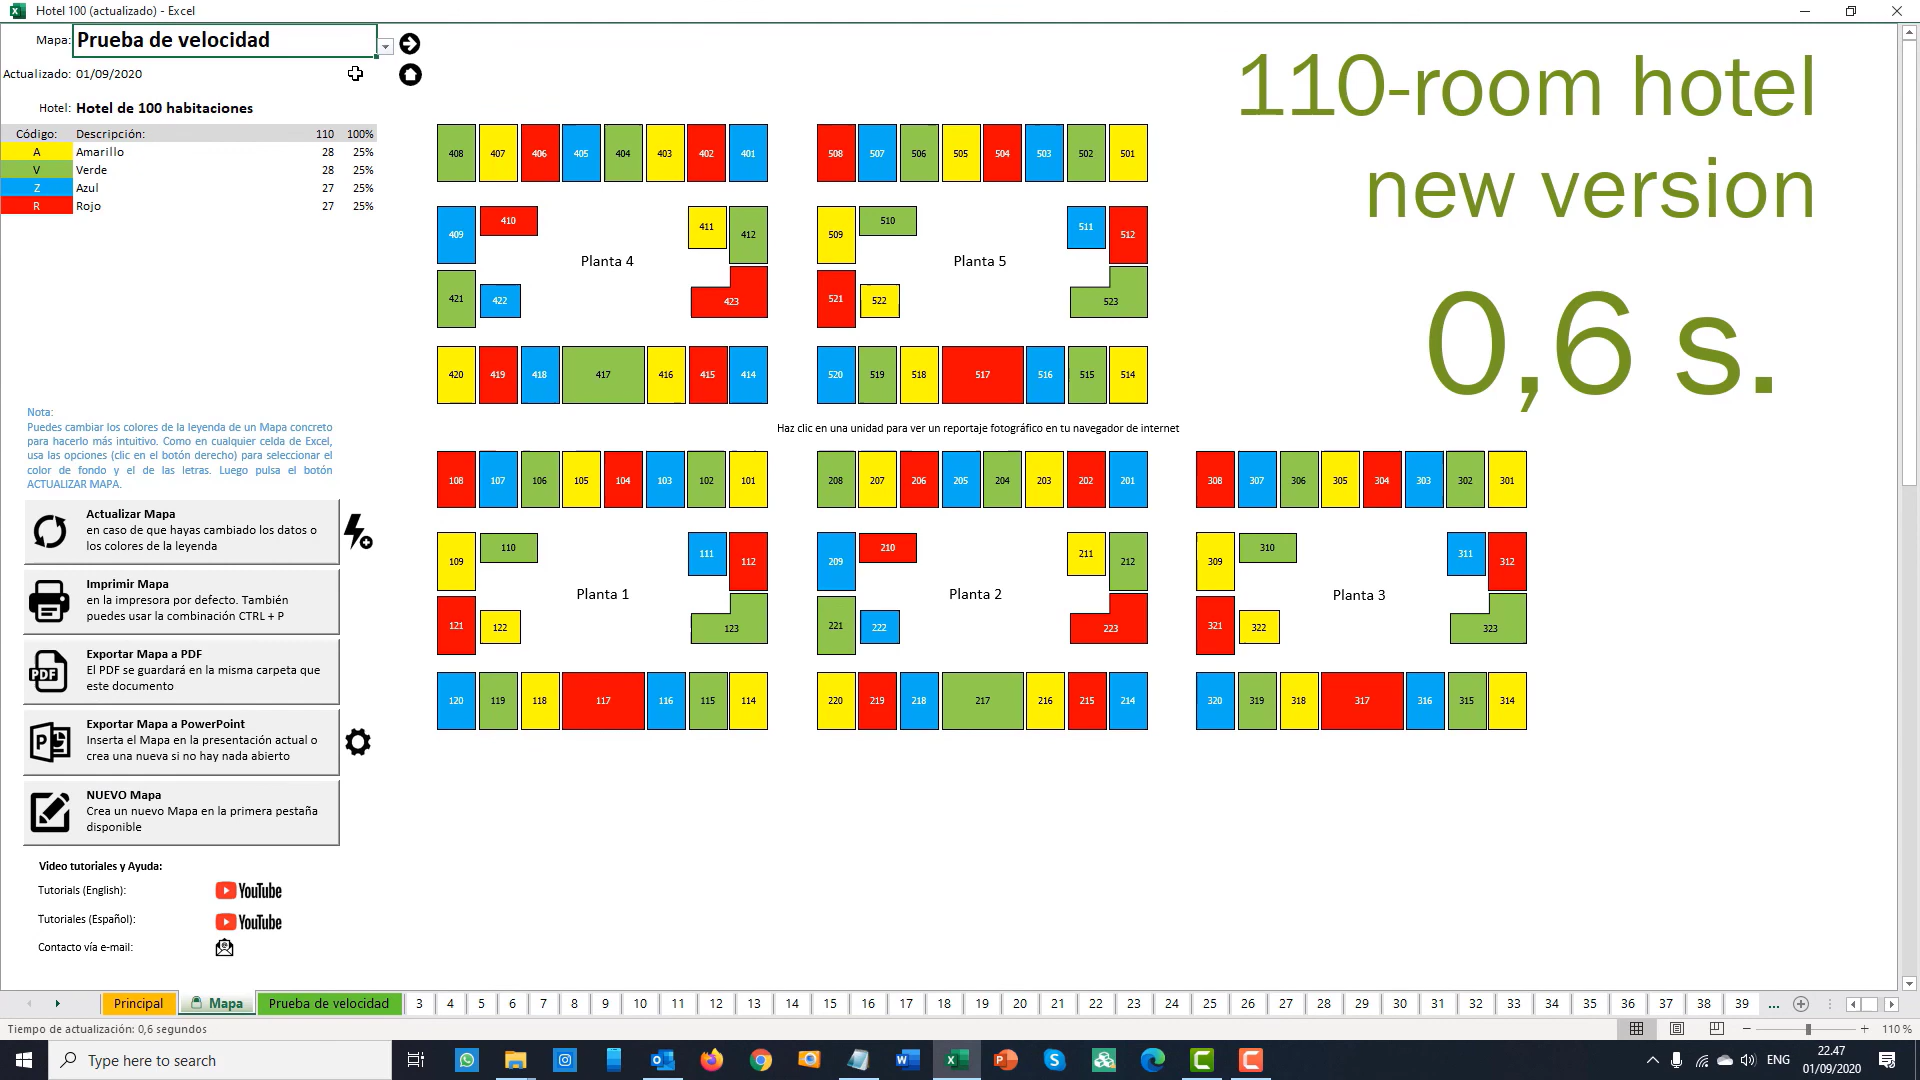 Hotel 100 (actualizado) - Excel
Mapa: Prueba de velocidad
Actualizado: 01/09/2020
Hotel: Hotel de 100 habitaciones
Código: Descripción: 110 100%
A Amarillo 28 25%
V Verde 28 25%
Z Azul 27 25%
R Rojo 27 25%
110-room hotel
new version
0,6 s.
408 407 406 405 404 403 402 401
508 507 506 505 504 503 502 501
409 410 411 412
509 510 511 512
Planta 4
Planta 5
421 422 423
521 522 523
420 419 418 417 416 415 414
520 519 518 517 516 515 514
Haz clic en una unidad para ver un reportaje fotográfico en tu navegador de internet
108 107 106 105 104 103 102 101
208 207 206 205 204 203 202 201
308 307 306 305 304 303 302 301
109 110 111 112
209 210 211 212
309 310 311 312
Planta 1
Planta 2
Planta 3
121 122 123
221 222 223
321 322 323
120 119 118 117 116 115 114
220 219 218 217 216 215 214
320 319 318 317 316 315 314
Nota:
Puedes cambiar los colores de la leyenda de un Mapa concreto
para hacerlo más intuitivo. Como en cualquier celda de Excel,
usa las opciones (clic en el botón derecho) para seleccionar el
color de fondo y el de las letras. Luego pulsa el botón
ACTUALIZAR MAPA.
Actualizar Mapa
en caso de que hayas cambiado los datos o
los colores de la leyenda
Imprimir Mapa
en la impresora por defecto. También
puedes usar la combinación CTRL + P
PDF
Exportar Mapa a PDF
El PDF se guardará en la misma carpeta que
este documento
Exportar Mapa a PowerPoint
Inserta el Mapa en la presentación actual o
crea una nueva si no hay nada abierto
NUEVO Mapa
Crea un nuevo Mapa en la primera pestaña
disponible
Video tutoriales y Ayuda:
Tutorials (English): YouTube
Tutoriales (Español): YouTube
Contacto vía e-mail:
Principal Mapa Prueba de velocidad 3 4 5 6 7 8 9 10 11 12 13 14 15 16 17 18 19 20 21 22 23 24 25 26 27 28 29 30 31 32 33 34 35 36 37 38 39 ...
Tiempo de actualización: 0,6 segundos
110 %
Type here to search
ENG
22.47
01/09/2020